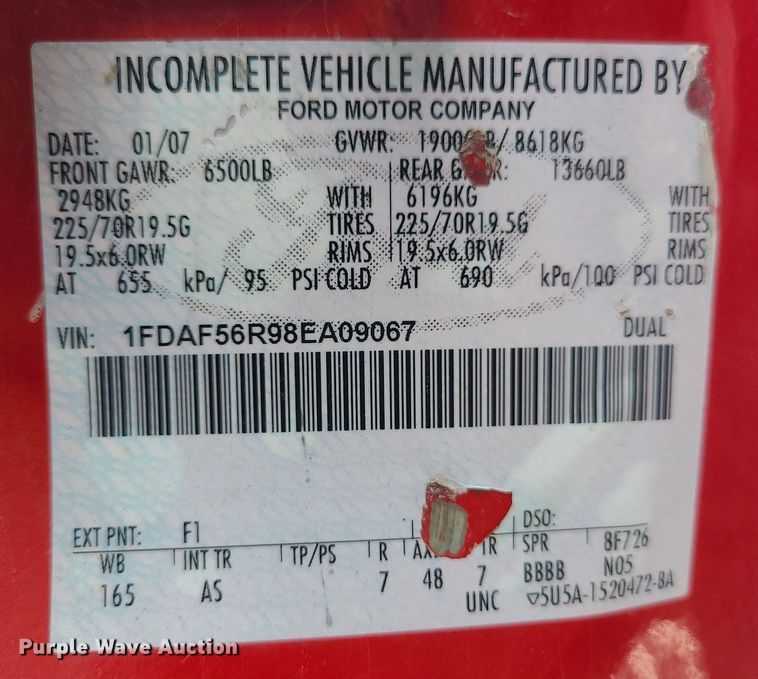 INCOMPLETE VEHICLE MANUFACTURED BY
FORD MOTOR COMPANY
DATE: 01/07 GVWR: / 8618KG
FRONT GAWR: 6500LB REAR 13660LB
2948KG WITH 6196KG WITH
225/70R19.5G TIRES 225/70R19.5G TIRES
19.5x6.0RW RIMS 19.5x6.0RW RIMS
AT 655 kPa/ 95 PSI COLD AT 690 kPa/100 PSI COLD
VIN: 1FDAF56R98EA09067 DUAL
EXT PNT: F1 DSO:
WB INT TR TP/PS R TR SPR 8F726
165 AS 7 48 7 BBBB N05
UNC ▽5U5A-1520472-BA
Purple Wave Auction